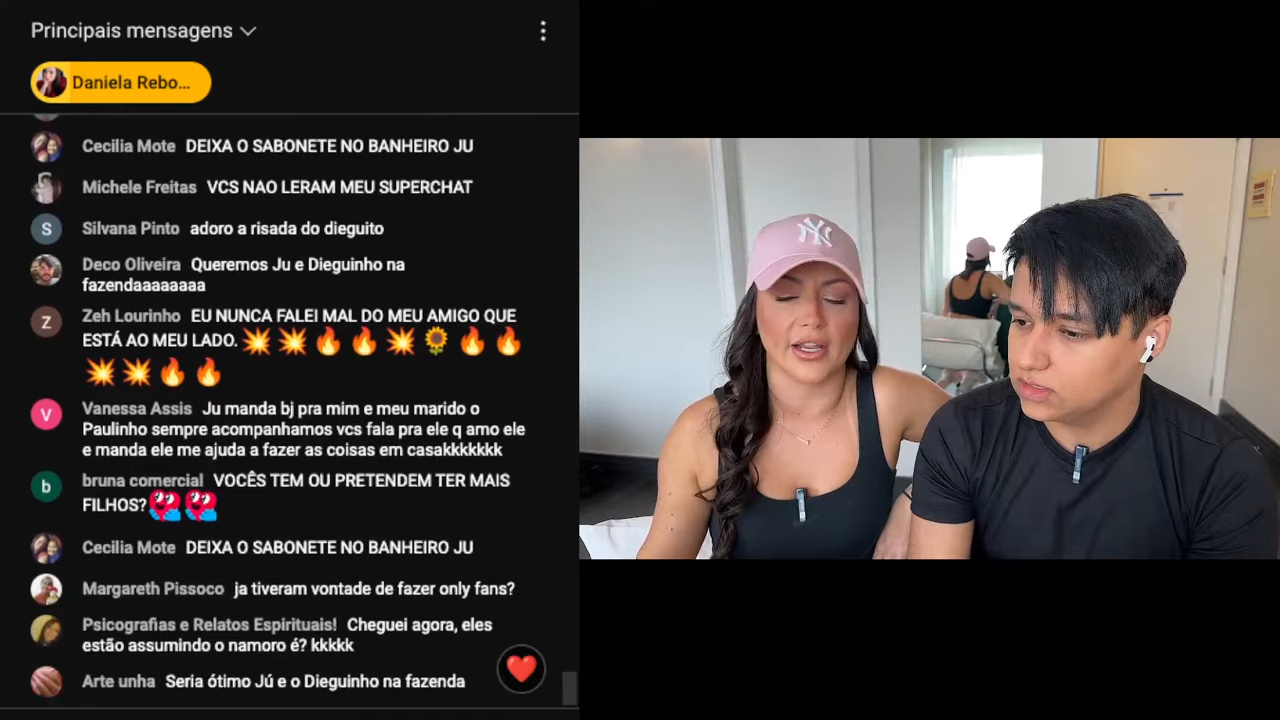 Principais mensagens
Daniela Rebo...
Cecilia Mote DEIXA O SABONETE NO BANHEIRO JU
Michele Freitas VCS NAO LERAM MEU SUPERCHAT
S Silvana Pinto adoro a risada do dieguito
Deco Oliveira Queremos Ju e Dieguinho na
fazendaaaaaaaa
Z Zeh Lourinho EU NUNCA FALEI MAL DO MEU AMIGO QUE
ESTÁ AO MEU LADO. 💥💥🔥🔥💥🌻🔥🔥
💥💥🔥🔥
V Vanessa Assis Ju manda bj pra mim e meu marido o
Paulinho sempre acompanhamos vcs fala pra ele q amo ele
e manda ele me ajuda a fazer as coisas em casakkkkkkk
b bruna comercial VOCÊS TEM OU PRETENDEM TER MAIS
FILHOS?
Cecilia Mote DEIXA O SABONETE NO BANHEIRO JU
Margareth Pissoco ja tiveram vontade de fazer only fans?
Psicografias e Relatos Espirituais! Cheguei agora, eles
estão assumindo o namoro é? kkkkk
Arte unha Seria ótimo Jú e o Dieguinho na fazenda
NY